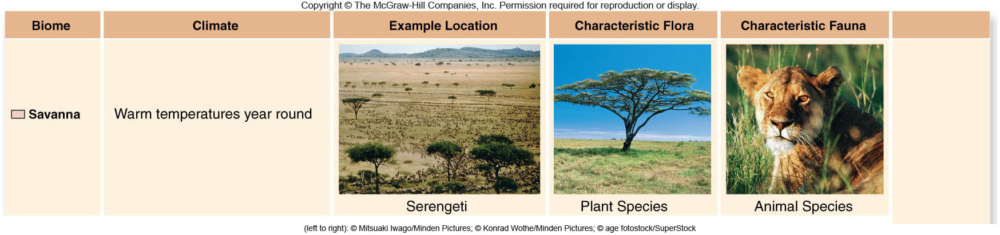 Copyright © The McGraw-Hill Companies, Inc. Permission required for reproduction or display.
Biome
Climate
Example Location
Characteristic Flora
Characteristic Fauna
Savanna
Warm temperatures year round
Serengeti
Plant Species
Animal Species
(left to right): © Mitsuaki Iwago/Minden Pictures; © Konrad Wothe/Minden Pictures; © age fotostock/SuperStock